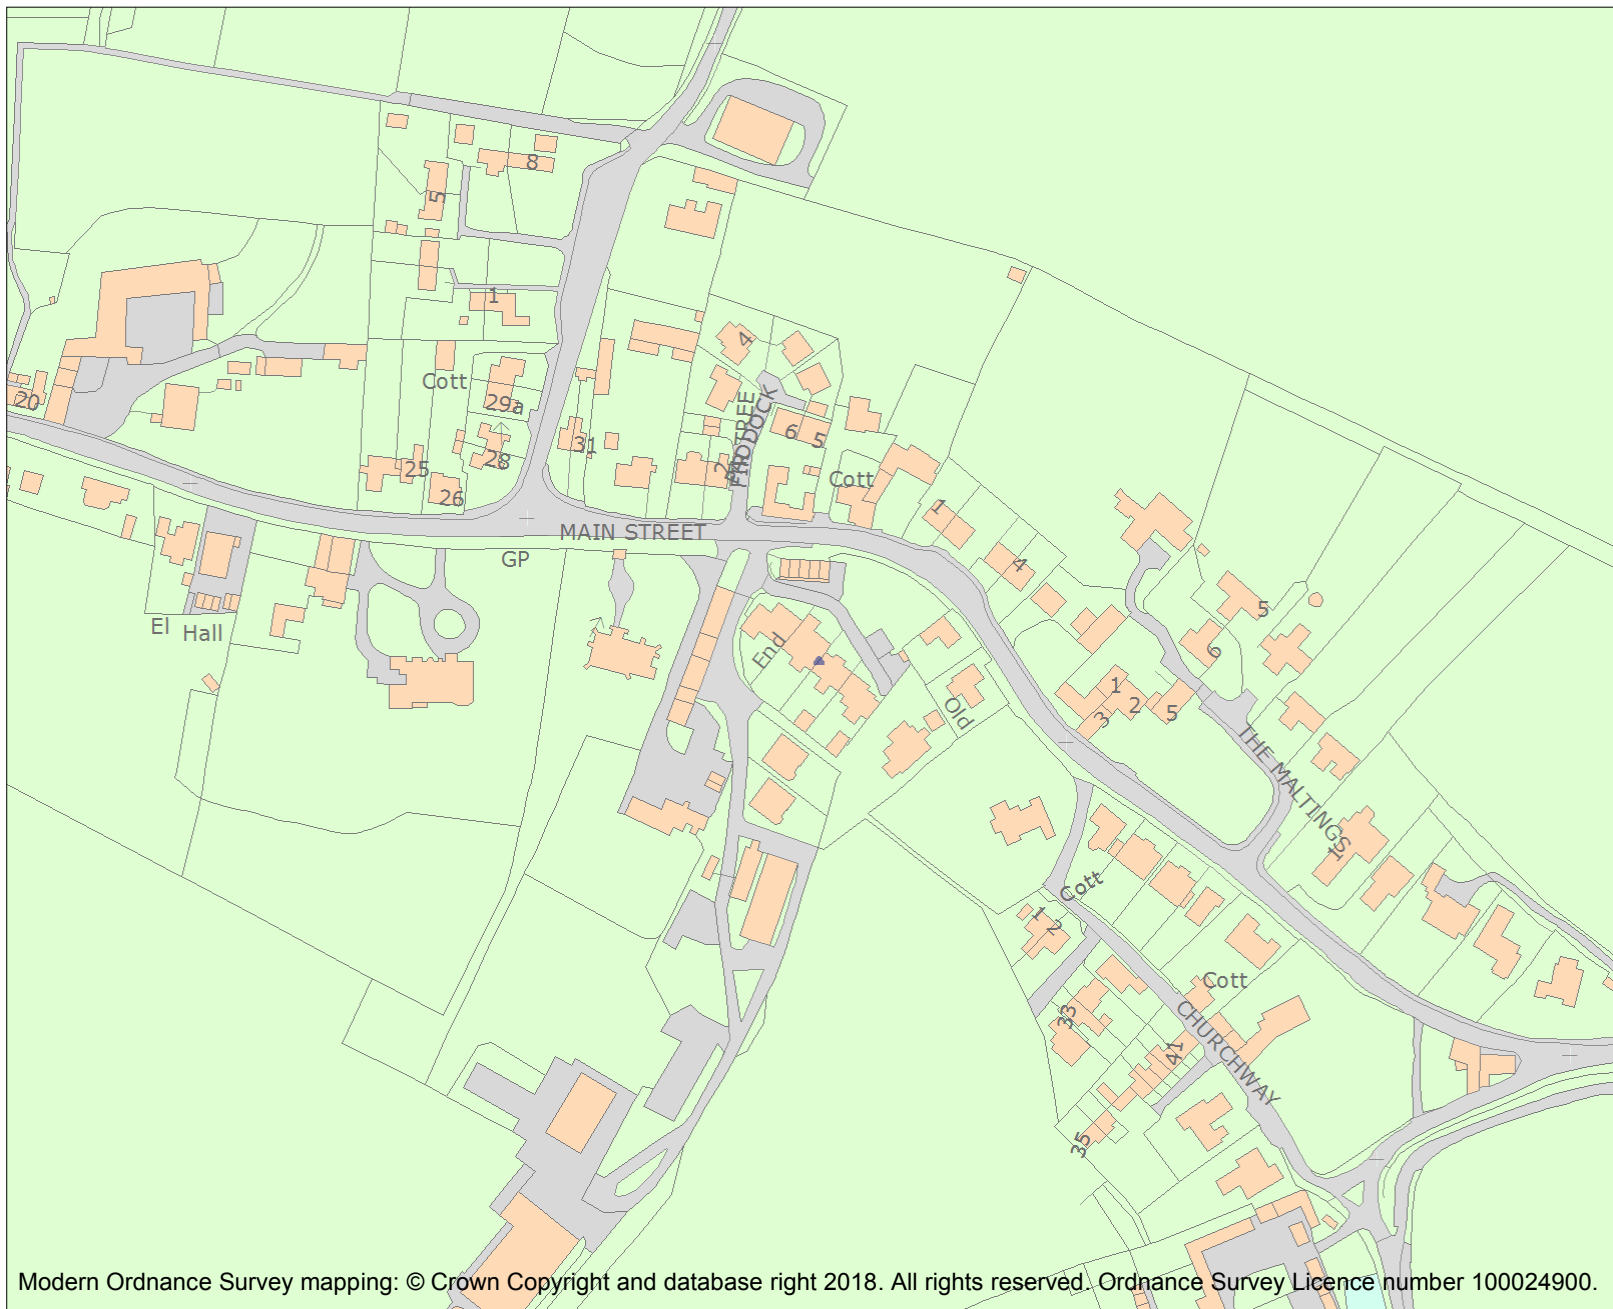 8
5
1
Cott
29a
20
28
25
26
31
4
FIR TREE
PADDOCK
6
5
2
Cott
1
MAIN STREET
GP
4
El
Hall
End
5
6
Old
1
2
3
5
THE MALTINGS
1
Cott
1
2
Cott
33
CHURCHWAY
41
35
Modern Ordnance Survey mapping: © Crown Copyright and database right 2018. All rights reserved. Ordnance Survey Licence number 100024900.